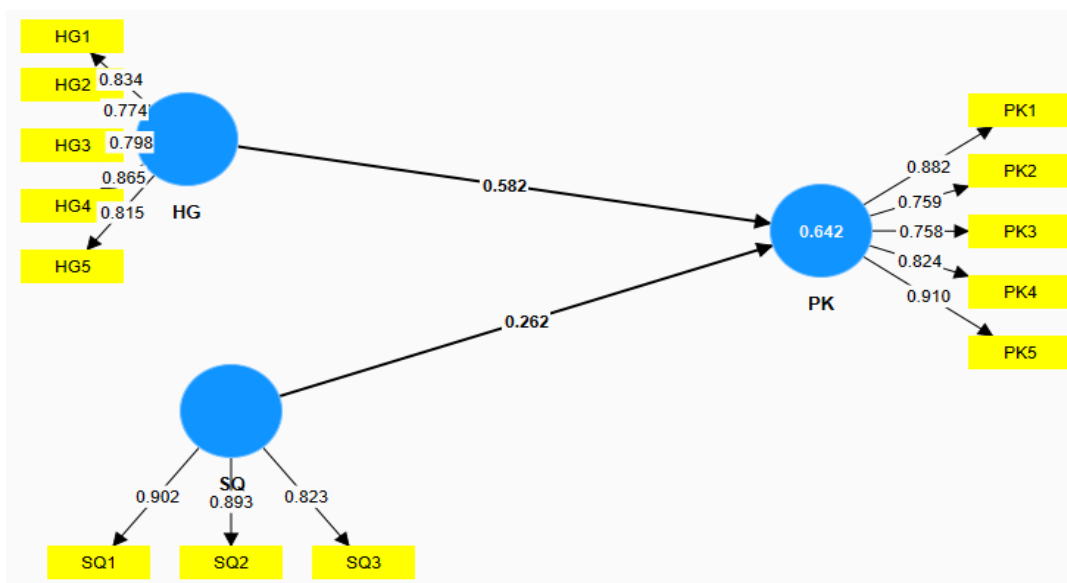 HG1
0.834
HG2
0.774
HG3
0.798
HG4
0.865
0.815
HG5
HG
0.582
0.262
0.642
PK
0.882
PK1
0.759
PK2
0.758
PK3
0.824
PK4
0.910
PK5
SQ
0.902
0.893
0.823
SQ1
SQ2
SQ3